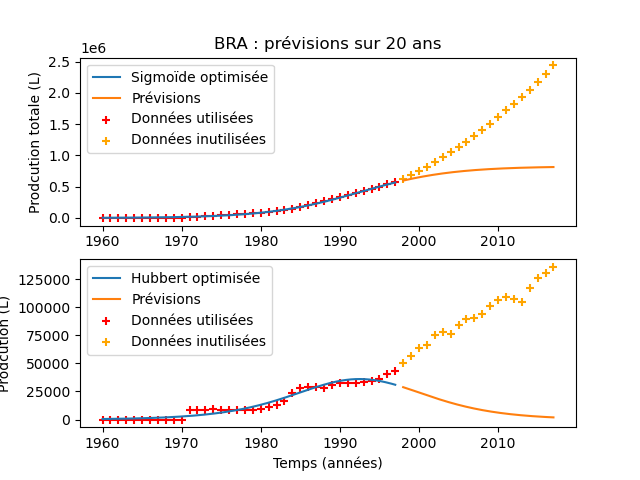 BRA : prévisions sur 20 ans
1e6
2.5
2.0
1.5
1.0
0.5
0.0
Prodcution totale (L)
Sigmoïde optimisée
Prévisions
Données utilisées
Données inutilisées
1960 1970 1980 1990 2000 2010
125000
100000
75000
50000
25000
0
Prodcution (L)
Hubbert optimisée
Prévisions
Données utilisées
Données inutilisées
1960 1970 1980 1990 2000 2010
Temps (années)